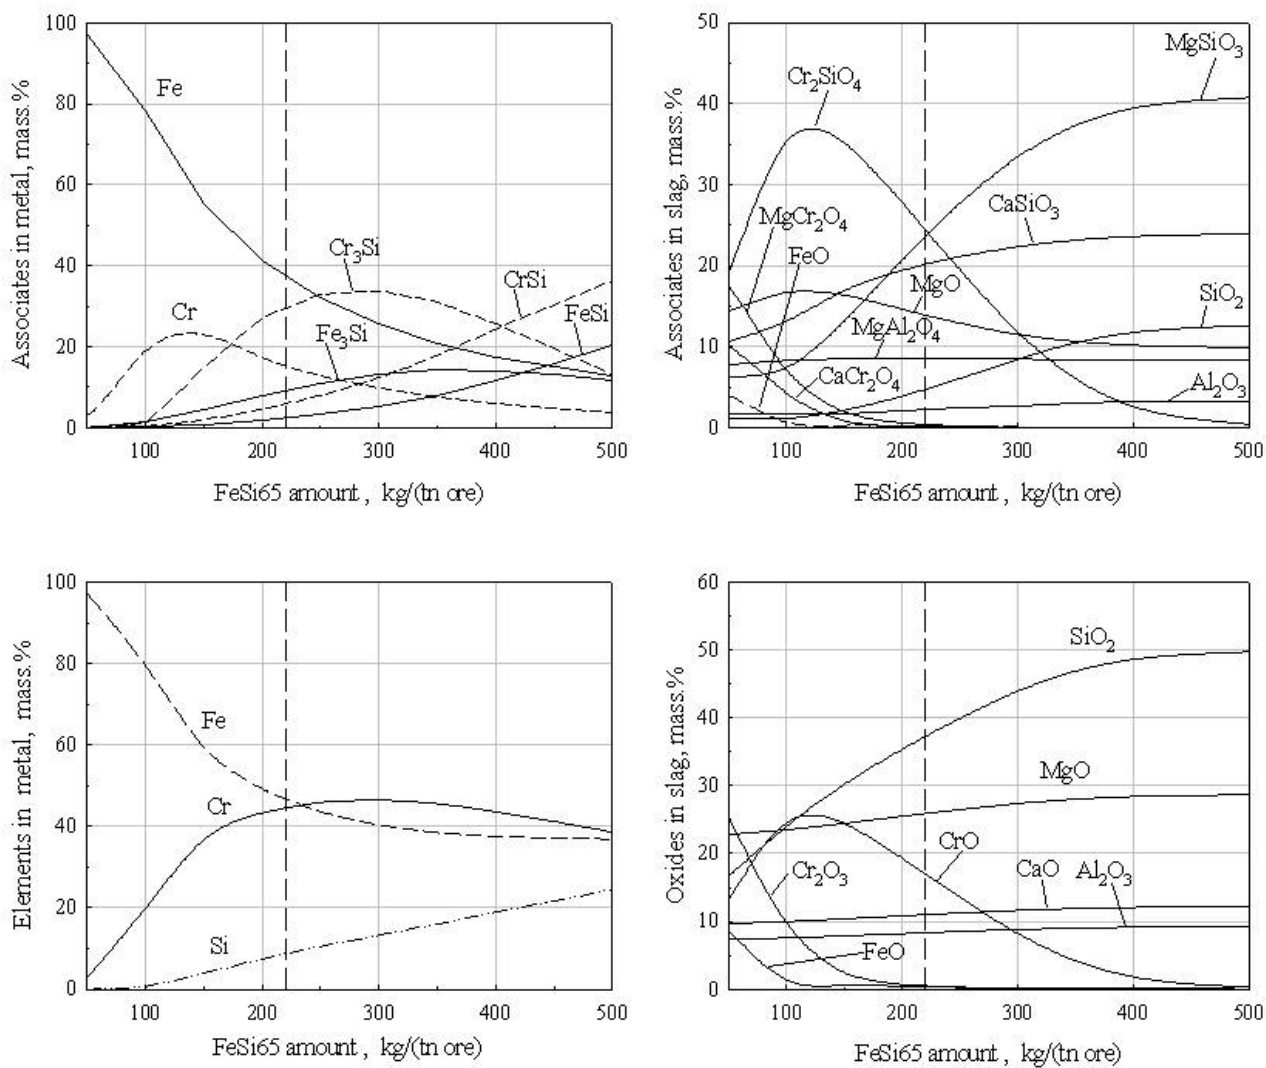 Associates in metal, mass.%
100
80
60
40
20
0
Fe
Cr
Cr₃Si
Fe₃Si
CrSi
FeSi
100 200 300 400 500
FeSi65 amount , kg/(tn ore)
Associates in slag, mass.%
50
40
30
20
10
0
MgSiO₃
Cr₂SiO₄
CaSiO₃
MgCr₂O₄
FeO
MgO
SiO₂
MgAl₂O₄
CaCr₂O₄
Al₂O₃
100 200 300 400 500
FeSi65 amount , kg/(tn ore)
Elements in metal, mass.%
100
80
60
40
20
0
Fe
Cr
Si
100 200 300 400 500
FeSi65 amount , kg/(tn ore)
Oxides in slag, mass.%
60
50
40
30
20
10
0
SiO₂
MgO
CrO
Cr₂O₃
CaO
Al₂O₃
FeO
100 200 300 400 500
FeSi65 amount , kg/(tn ore)